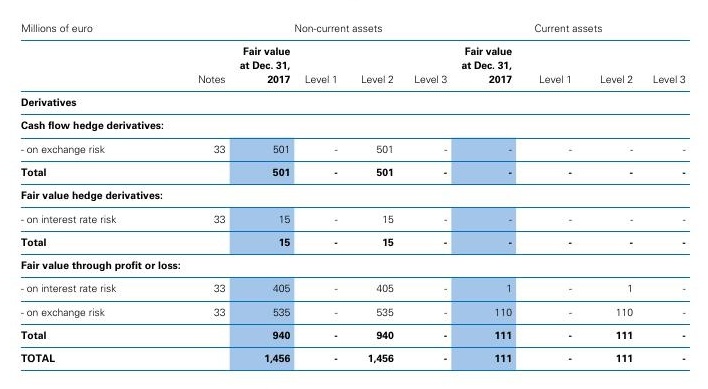 Millions of euro Non-current assets Current assets
Fair value Fair value
at Dec. 31, at Dec. 31,
Notes 2017 Level 1 Level 2 Level 3 2017 Level 1 Level 2 Level 3
Derivatives
Cash flow hedge derivatives:
- on exchange risk 33 501 - 501 - - - - -
Total 501 - 501 - - - - -
Fair value hedge derivatives:
- on interest rate risk 33 15 - 15 - - - - -
Total 15 - 15 - - - - -
Fair value through profit or loss:
- on interest rate risk 33 405 - 405 - 1 - 1 -
- on exchange risk 33 535 - 535 - 110 - 110 -
Total 940 - 940 - 111 - 111 -
TOTAL 1,456 - 1,456 - 111 - 111 -